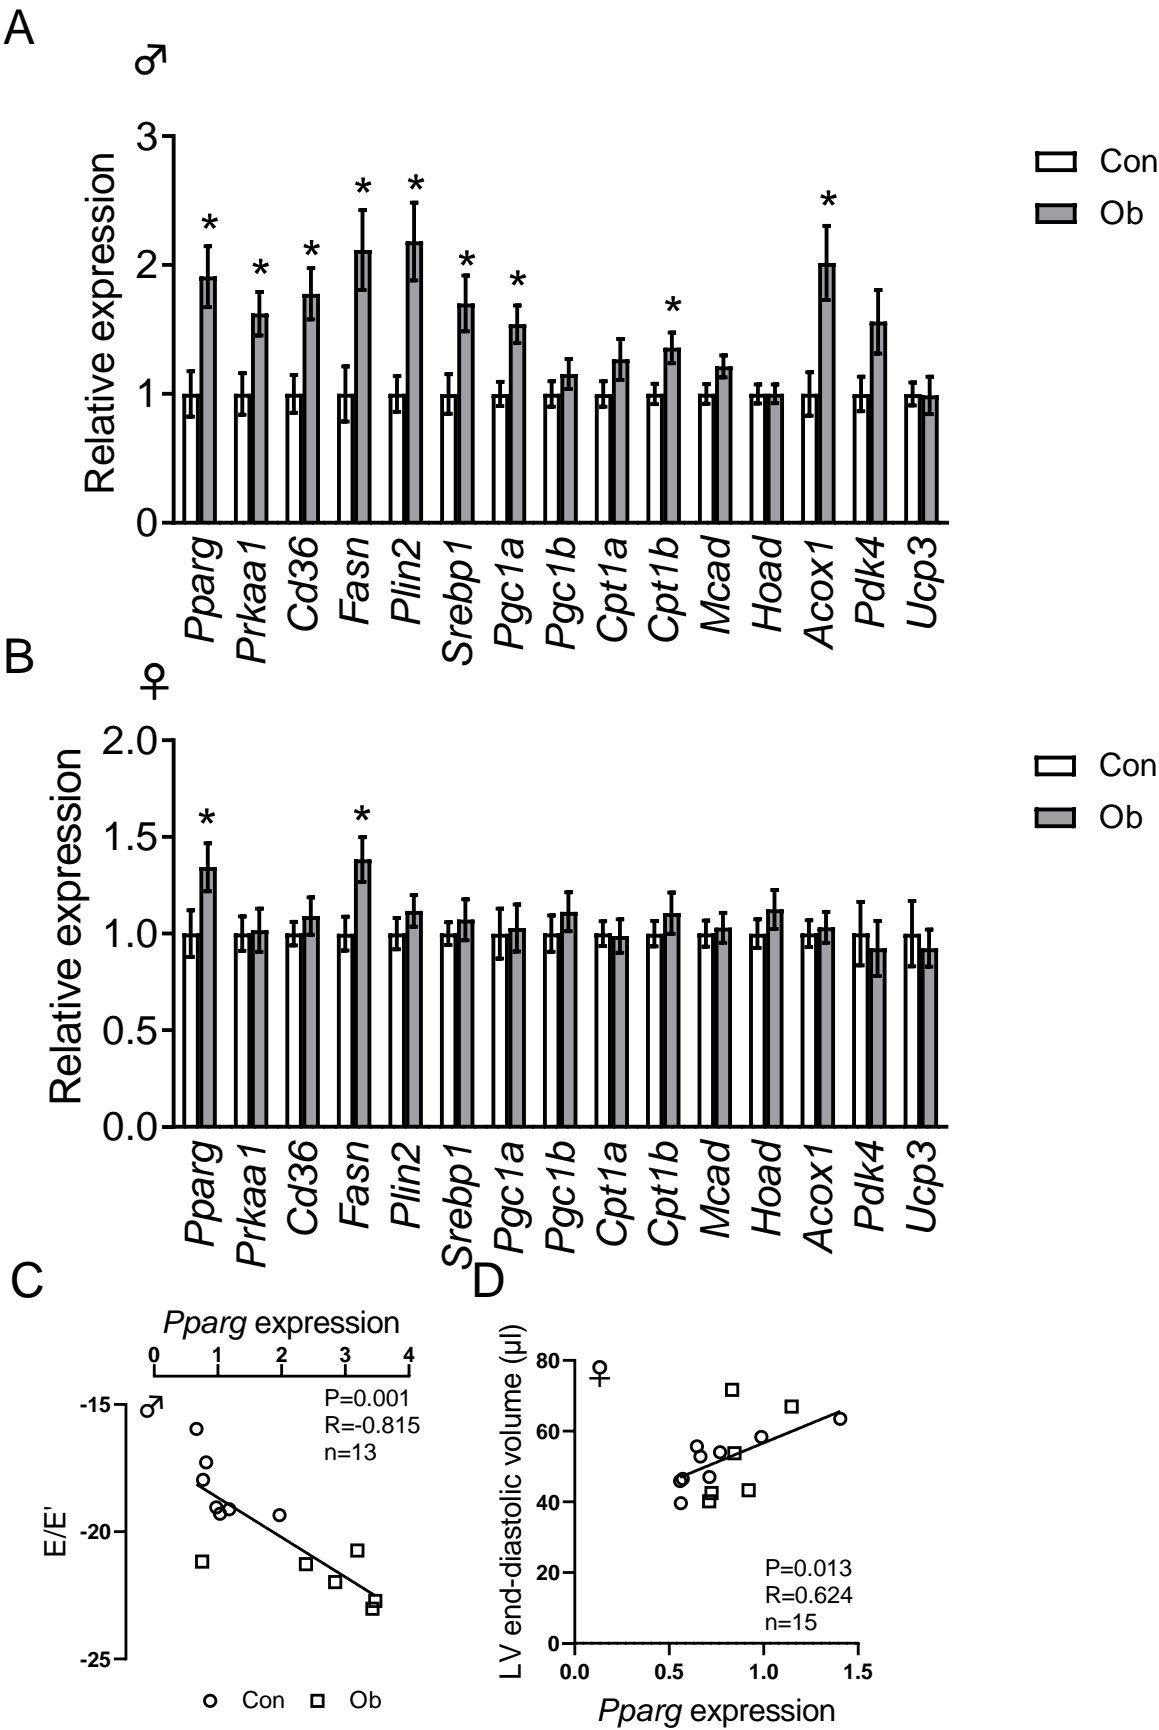 A
♂
3
2
1
0
Relative expression
* * * * * * * * *
Con
Ob
Pparg Prkaa1 Cd36 Fasn Plin2 Srebp1 Pgc1a Pgc1b Cpt1a Cpt1b Mcad Hoad Acox1 Pdk4 Ucp3
B
♀
2.0
1.5
1.0
0.5
0.0
Relative expression
* *
Con
Ob
Pparg Prkaa1 Cd36 Fasn Plin2 Srebp1 Pgc1a Pgc1b Cpt1a Cpt1b Mcad Hoad Acox1 Pdk4 Ucp3
C
Pparg expression
0 1 2 3 4
♂
P=0.001
R=-0.815
n=13
-15
-20
-25
E/E'
Con Ob
D
LV end-diastolic volume (µl)
80
60
40
20
0
♀
P=0.013
R=0.624
n=15
0.0 0.5 1.0 1.5
Pparg expression